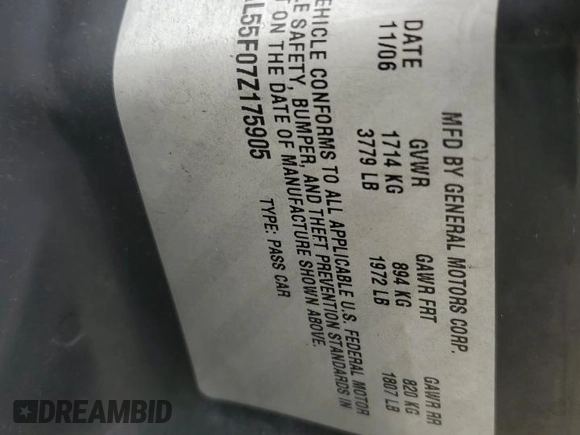 MFD BY GENERAL MOTORS CORP.
DATE GVWR GAWR FRT GAWR RR
11/06 1714 KG 894 KG 820 KG
3779 LB 1972 LB 1807 LB
VEHICLE CONFORMS TO ALL APPLICABLE U.S. FEDERAL MOTOR
SAFETY, BUMPER, AND THEFT PREVENTION STANDARDS IN
ON THE DATE OF MANUFACTURE SHOWN ABOVE.
AL55F07Z175905 TYPE: PASS CAR
DREAMBID